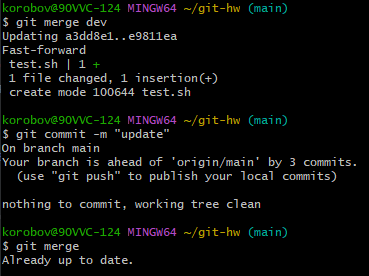 korobov@90VVC-124 MINGW64 ~/git-hw (main)
$ git merge dev
Updating a3dd8e1..e9811ea
Fast-forward
 test.sh | 1 +
 1 file changed, 1 insertion(+)
 create mode 100644 test.sh

korobov@90VVC-124 MINGW64 ~/git-hw (main)
$ git commit -m "update"
On branch main
Your branch is ahead of 'origin/main' by 3 commits.
  (use "git push" to publish your local commits)

nothing to commit, working tree clean

korobov@90VVC-124 MINGW64 ~/git-hw (main)
$ git merge
Already up to date.